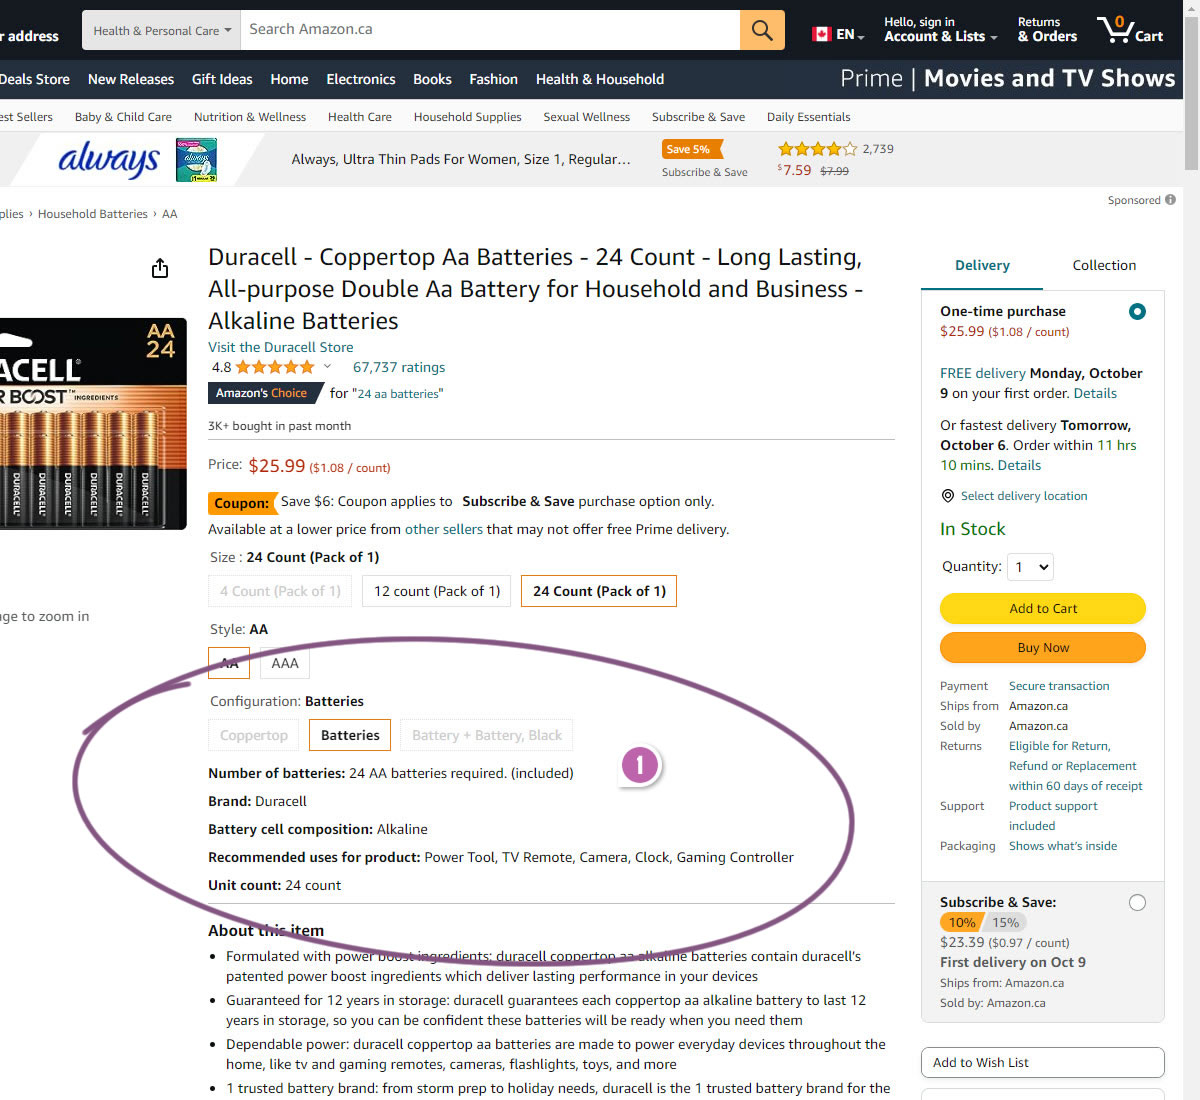 r address
Health & Personal Care
Search Amazon.ca
EN
Hello, sign in
Account & Lists
Returns
& Orders
0
Cart
Deals Store New Releases Gift Ideas Home Electronics Books Fashion Health & Household
Prime | Movies and TV Shows
est Sellers Baby & Child Care Nutrition & Wellness Health Care Household Supplies Sexual Wellness Subscribe & Save Daily Essentials
always
always
Always, Ultra Thin Pads For Women, Size 1, Regular...
Save 5%
Subscribe & Save
2,739
$7.59 $7.99
Sponsored
plies › Household Batteries › AA
AA
24
ACELL
R BOOST™ INGREDIENTS
DURACELL DURACELL DURACELL DURACELL DURACELL DURACELL
age to zoom in
Duracell - Coppertop Aa Batteries - 24 Count - Long Lasting,
All-purpose Double Aa Battery for Household and Business -
Alkaline Batteries
Visit the Duracell Store
4.8 67,737 ratings
Amazon's Choice for "24 aa batteries"
3K+ bought in past month
Price: $25.99 ($1.08 / count)
Coupon: Save $6: Coupon applies to Subscribe & Save purchase option only.
Available at a lower price from other sellers that may not offer free Prime delivery.
Size : 24 Count (Pack of 1)
4 Count (Pack of 1) 12 count (Pack of 1) 24 Count (Pack of 1)
Style: AA
AA AAA
Configuration: Batteries
Coppertop Batteries Battery + Battery, Black
1
Number of batteries: 24 AA batteries required. (included)
Brand: Duracell
Battery cell composition: Alkaline
Recommended uses for product: Power Tool, TV Remote, Camera, Clock, Gaming Controller
Unit count: 24 count
About this item
• Formulated with power boost ingredients: duracell coppertop aa alkaline batteries contain duracell's
patented power boost ingredients which deliver lasting performance in your devices
• Guaranteed for 12 years in storage: duracell guarantees each coppertop aa alkaline battery to last 12
years in storage, so you can be confident these batteries will be ready when you need them
• Dependable power: duracell coppertop aa batteries are made to power everyday devices throughout the
home, like tv and gaming remotes, cameras, flashlights, toys, and more
• 1 trusted battery brand: from storm prep to holiday needs, duracell is the 1 trusted battery brand for the
Delivery Collection
One-time purchase
$25.99 ($1.08 / count)
FREE delivery Monday, October
9 on your first order. Details
Or fastest delivery Tomorrow,
October 6. Order within 11 hrs
10 mins. Details
Select delivery location
In Stock
Quantity: 1
Add to Cart
Buy Now
Payment Secure transaction
Ships from Amazon.ca
Sold by Amazon.ca
Returns Eligible for Return,
Refund or Replacement
within 60 days of receipt
Support Product support
included
Packaging Shows what's inside
Subscribe & Save:
10% 15%
$23.39 ($0.97 / count)
First delivery on Oct 9
Ships from: Amazon.ca
Sold by: Amazon.ca
Add to Wish List